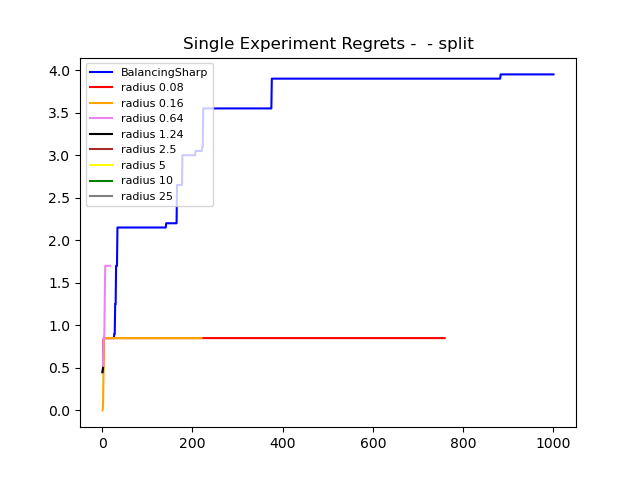 Single Experiment Regrets -  - split
4.0
3.5
3.0
2.5
2.0
1.5
1.0
0.5
0.0
BalancingSharp
radius 0.08
radius 0.16
radius 0.64
radius 1.24
radius 2.5
radius 5
radius 10
radius 25
0 200 400 600 800 1000